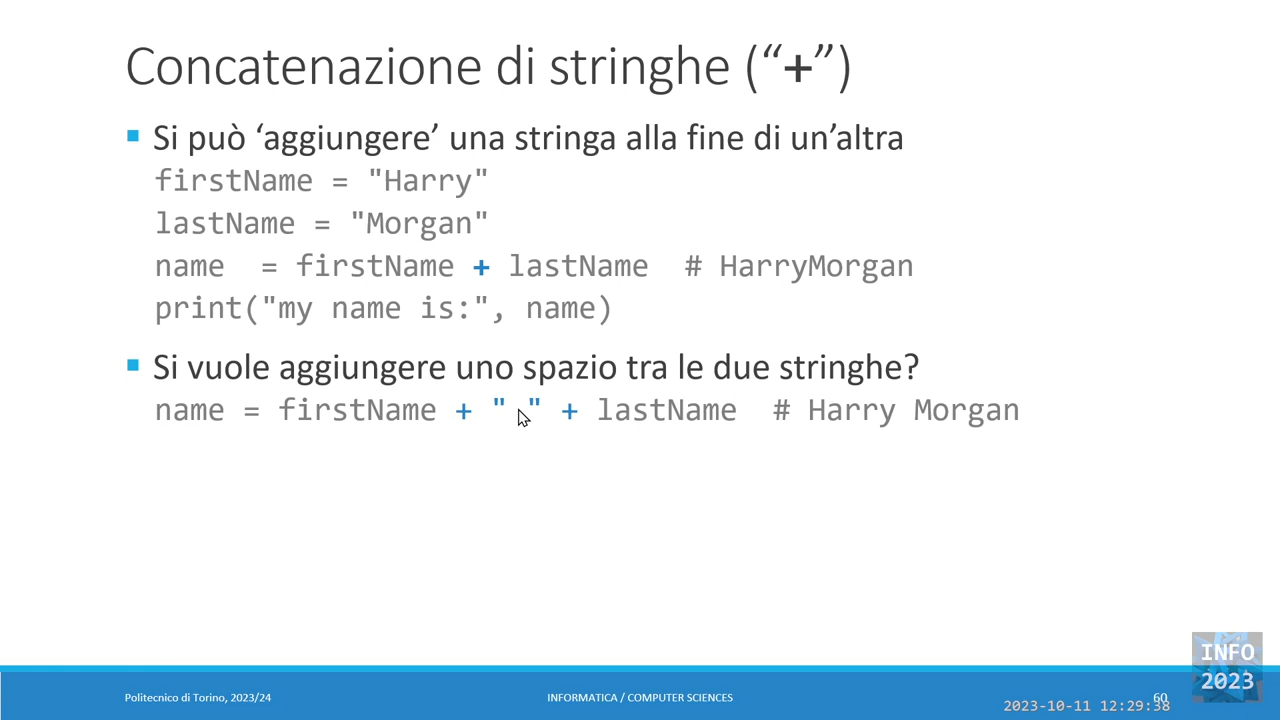 Concatenazione di stringhe (“+”)
Si può ‘aggiungere’ una stringa alla fine di un’altra
firstName = "Harry"
lastName = "Morgan"
name  = firstName + lastName  # HarryMorgan
print("my name is:", name)
Si vuole aggiungere uno spazio tra le due stringhe?
name = firstName + " " + lastName  # Harry Morgan
INFO
2023
Politecnico di Torino, 2023/24
INFORMATICA / COMPUTER SCIENCES
60
2023-10-11 12:29:38